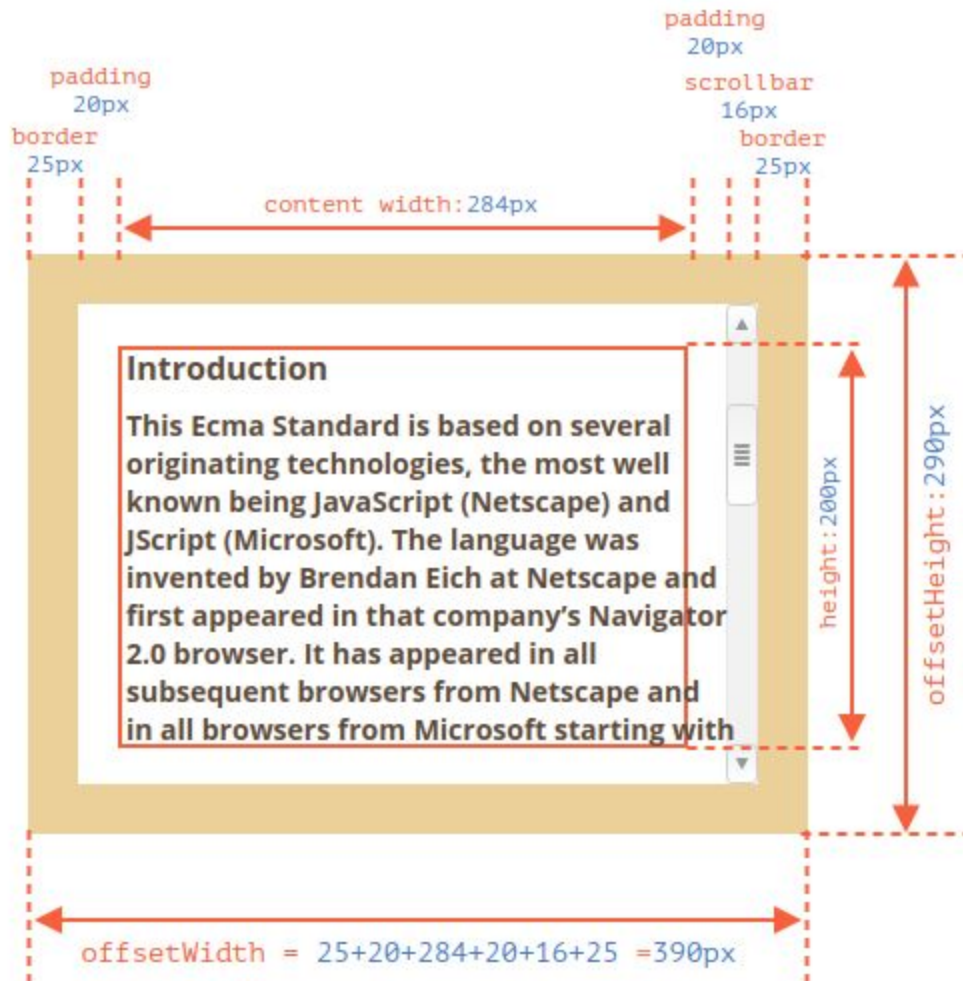 padding
20px
padding
20px
scrollbar
16px
border
25px
border
25px
content width:284px
Introduction
This Ecma Standard is based on several
originating technologies, the most well
known being JavaScript (Netscape) and
JScript (Microsoft). The language was
invented by Brendan Eich at Netscape and
first appeared in that company’s Navigator
2.0 browser. It has appeared in all
subsequent browsers from Netscape and
in all browsers from Microsoft starting with
height:200px
offsetHeight:290px
offsetWidth = 25+20+284+20+16+25 =390px